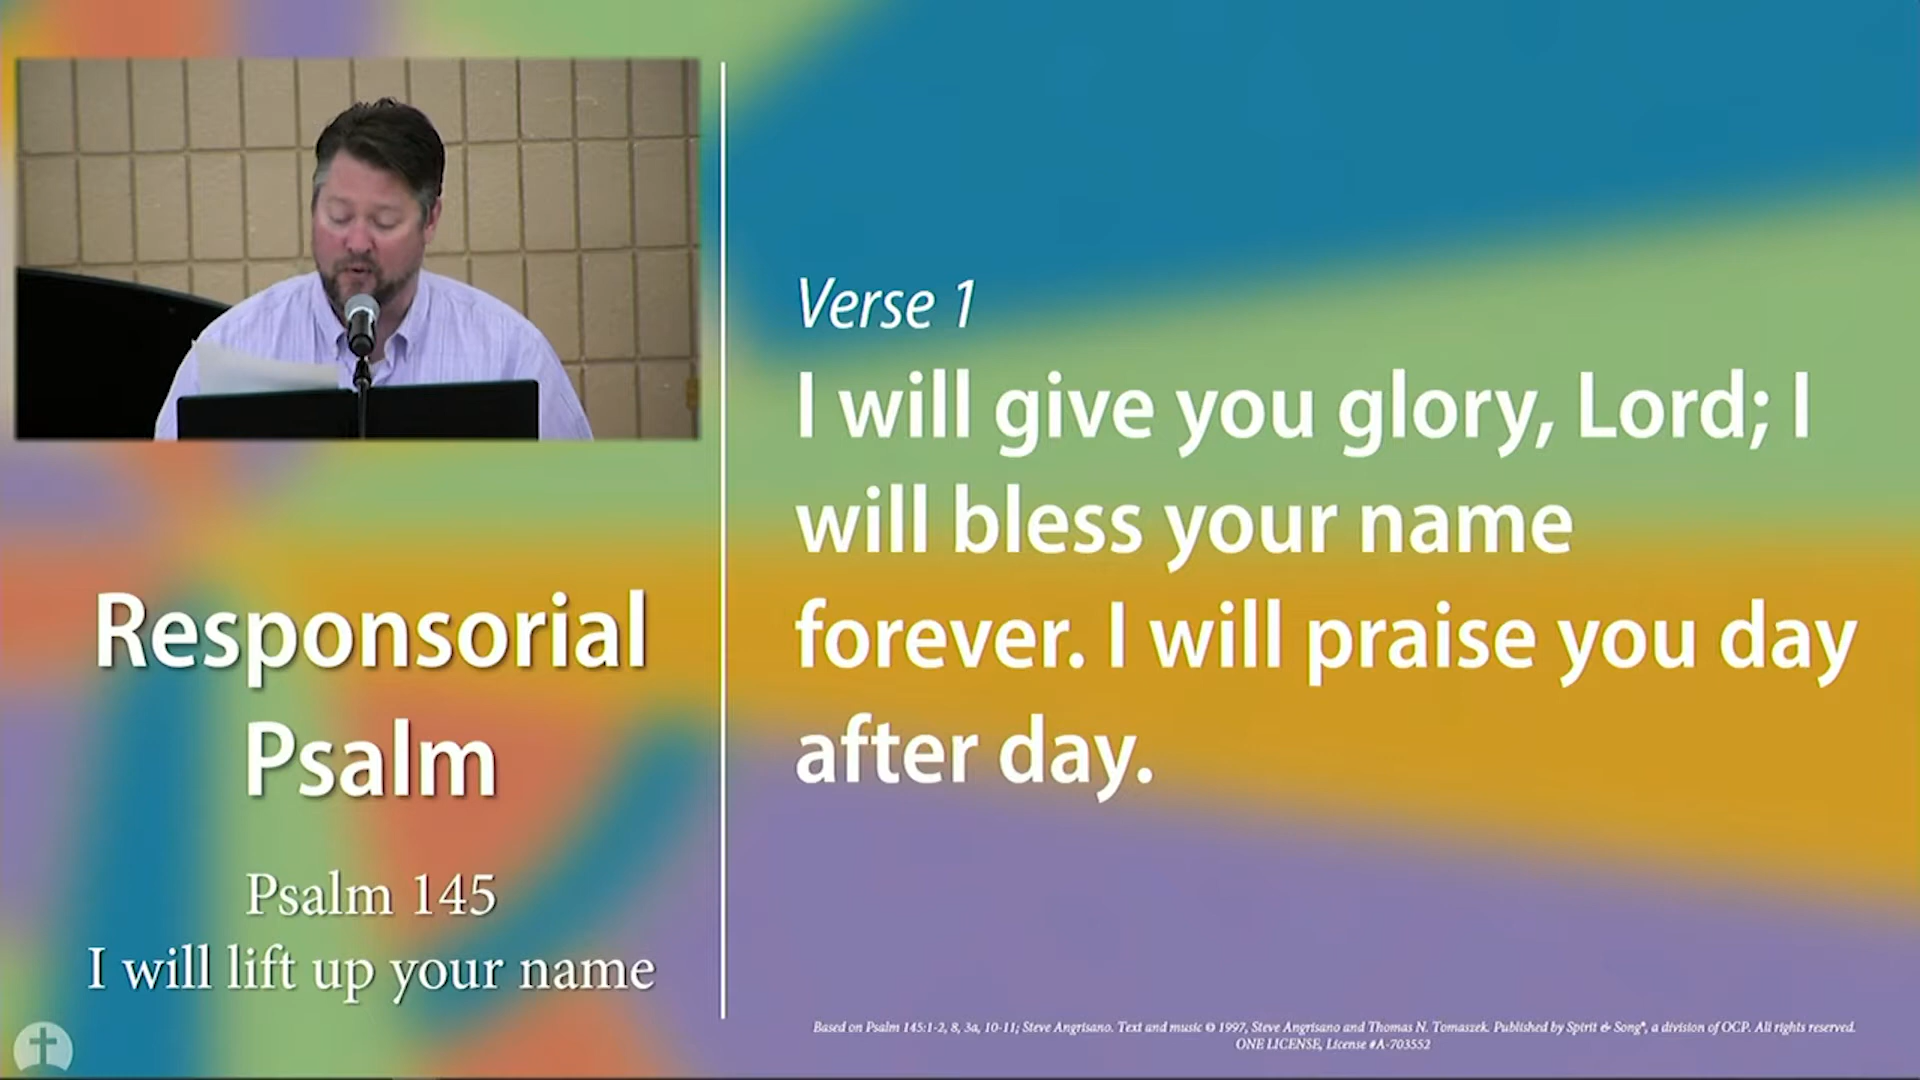 Responsorial
Psalm
Psalm 145
I will lift up your name
Verse 1
I will give you glory, Lord; I
will bless your name
forever. I will praise you day
after day.
Based on Psalm 145:1-2, 8, 3a, 10-11; Steve Angrisano. Text and music © 1997, Steve Angrisano and Thomas N. Tomaszek. Published by Spirit & Song®, a division of OCP. All rights reserved.
ONE LICENSE, License #A-703552